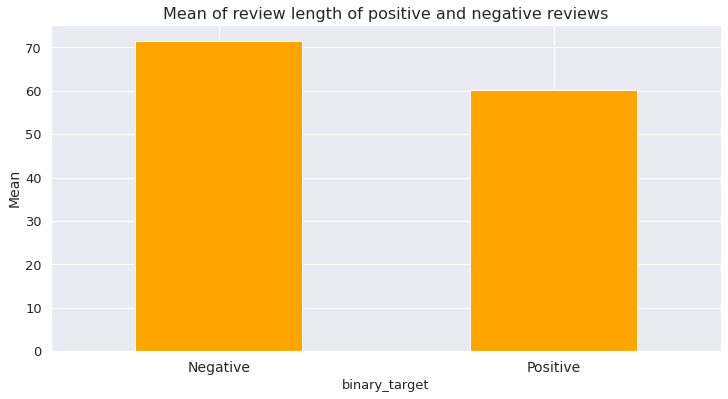 Mean of review length of positive and negative reviews
Mean
70
60
50
40
30
20
10
0
Negative Positive
binary_target